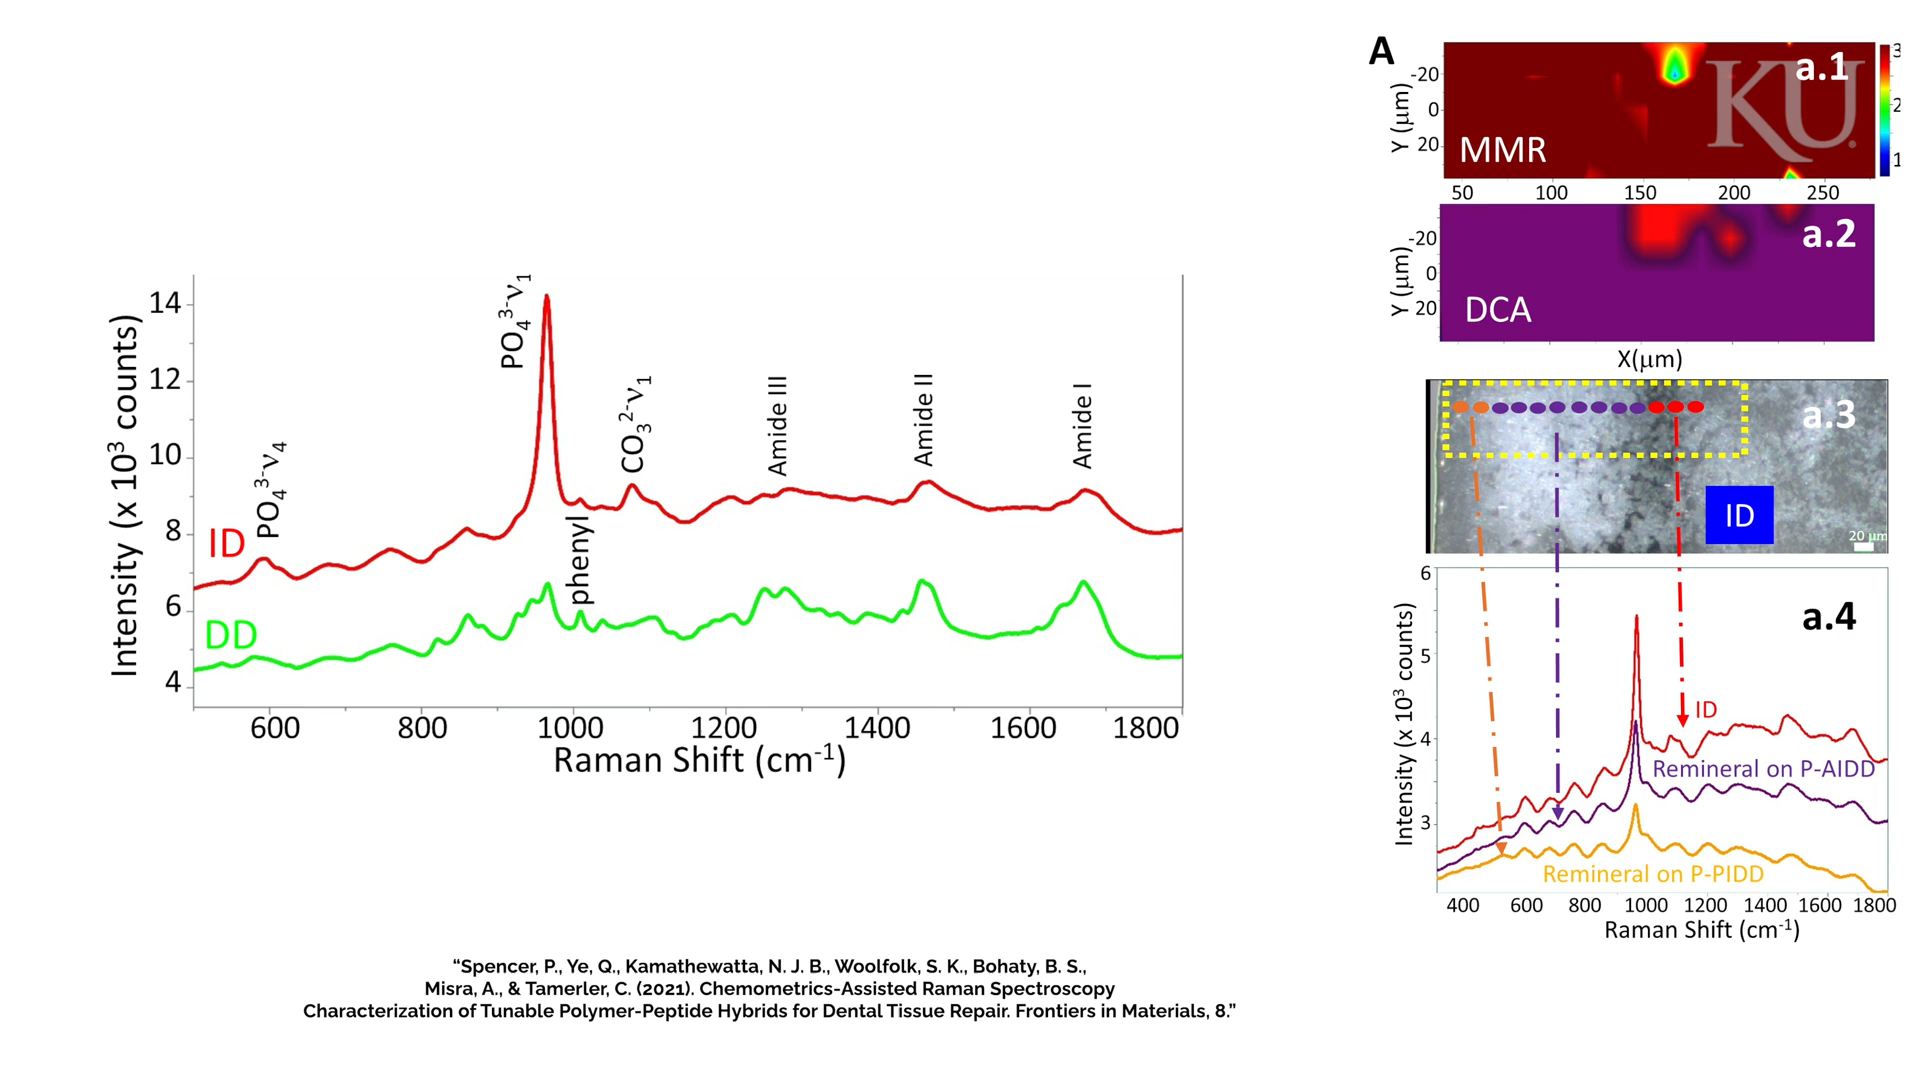 14
12
10
8
6
4
Intensity (x 10³ counts)
PO₄³⁻ν₄
PO₄³⁻ν₁
CO₃²⁻ν₁
Amide III
Amide II
Amide I
phenyl
ID
DD
600 800 1000 1200 1400 1600 1800
Raman Shift (cm⁻¹)
“Spencer, P., Ye, Q., Kamathewatta, N. J. B., Woolfolk, S. K., Bohaty, B. S.,
Misra, A., & Tamerler, C. (2021). Chemometrics-Assisted Raman Spectroscopy
Characterization of Tunable Polymer-Peptide Hybrids for Dental Tissue Repair. Frontiers in Materials, 8.”
A
a.1
KU
MMR
-20
0
20
Y (μm)
3
2
1
50 100 150 200 250
a.2
DCA
-20
0
20
Y (μm)
X(μm)
a.3
ID
20 μm
a.4
6
5
4
3
Intensity (x 10³ counts)
ID
Remineral on P-AIDD
Remineral on P-PIDD
400 600 800 1000 1200 1400 1600 1800
Raman Shift (cm⁻¹)